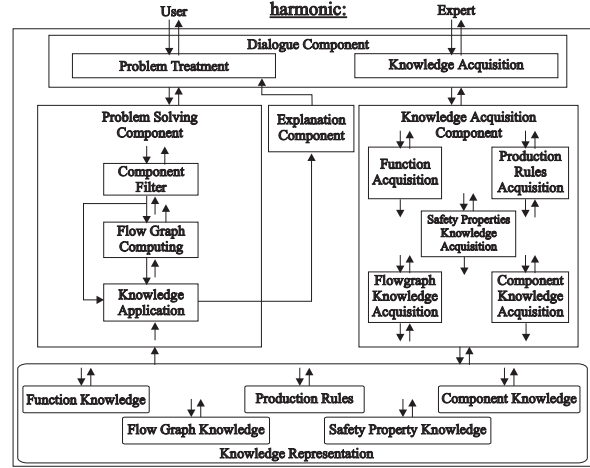 harmonic:
User
Expert
Dialogue Component
Problem Treatment
Knowledge Acquisition
Problem Solving
Component
Component
Filter
Flow Graph
Computing
Knowledge
Application
Explanation
Component
Knowledge Acquisition
Component
Function
Acquisition
Production
Rules
Acquisition
Safety Properties
Knowledge
Acquisition
Flowgraph
Knowledge
Acquisition
Component
Knowledge
Acquisition
Function Knowledge
Production Rules
Component Knowledge
Flow Graph Knowledge
Safety Property Knowledge
Knowledge Representation